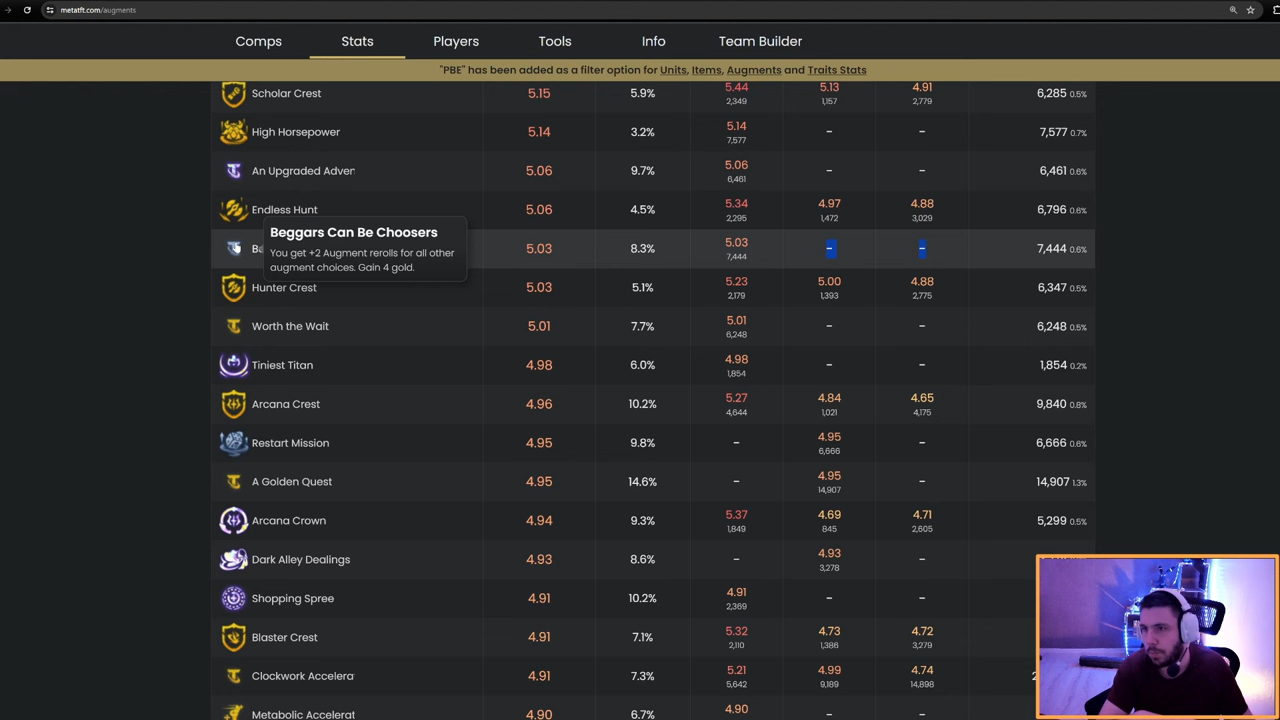 metatft.com/augments
Comps Stats Players Tools Info Team Builder
"PBE" has been added as a filter option for Units, Items, Augments and Traits Stats
Scholar Crest 5.15 5.9% 5.44 5.13 4.91 6,285 0.5%
2,349 1,157 2,779
High Horsepower 5.14 3.2% 5.14 - - 7,577 0.7%
7,577
An Upgraded Adven 5.06 9.7% 5.06 - - 6,461 0.6%
6,461
Endless Hunt 5.06 4.5% 5.34 4.97 4.88 6,796 0.6%
2,295 1,472 3,029
Beggars Can Be Choosers
You get +2 Augment rerolls for all other
augment choices. Gain 4 gold.
5.03 8.3% 5.03 - - 7,444 0.6%
7,444
Hunter Crest 5.03 5.1% 5.23 5.00 4.88 6,347 0.5%
2,179 1,393 2,775
Worth the Wait 5.01 7.7% 5.01 - - 6,248 0.5%
6,248
Tiniest Titan 4.98 6.0% 4.98 - - 1,854 0.2%
1,854
Arcana Crest 4.96 10.2% 5.27 4.84 4.65 9,840 0.8%
4,644 1,021 4,175
Restart Mission 4.95 9.8% - 4.95 - 6,666 0.6%
6,666
A Golden Quest 4.95 14.6% - 4.95 - 14,907 1.3%
14,907
Arcana Crown 4.94 9.3% 5.37 4.69 4.71 5,299 0.5%
1,849 845 2,605
Dark Alley Dealings 4.93 8.6% - 4.93 -
3,278
Shopping Spree 4.91 10.2% 4.91 - -
2,369
Blaster Crest 4.91 7.1% 5.32 4.73 4.72
2,110 1,386 3,279
Clockwork Accelera 4.91 7.3% 5.21 4.99 4.74
5,642 9,189 14,898
Metabolic Accelerat 4.90 6.7% 4.90 - -